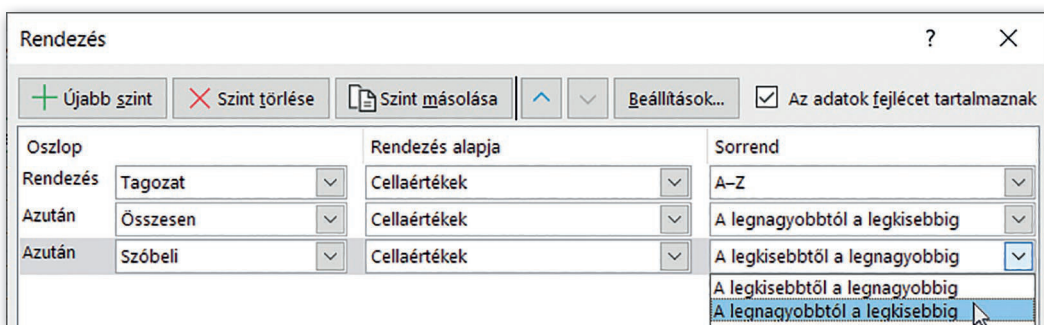 Rendezés ?
Újabb szint Szint törlése Szint másolása Beállítások... Az adatok fejlécet tartalmaznak
Oszlop Rendezés alapja Sorrend
Rendezés Tagozat Cellaértékek A–Z
Azután Összesen Cellaértékek A legnagyobbtól a legkisebbig
Azután Szóbeli Cellaértékek A legkisebbtől a legnagyobbig
A legkisebbtől a legnagyobbig
A legnagyobbtól a legkisebbig